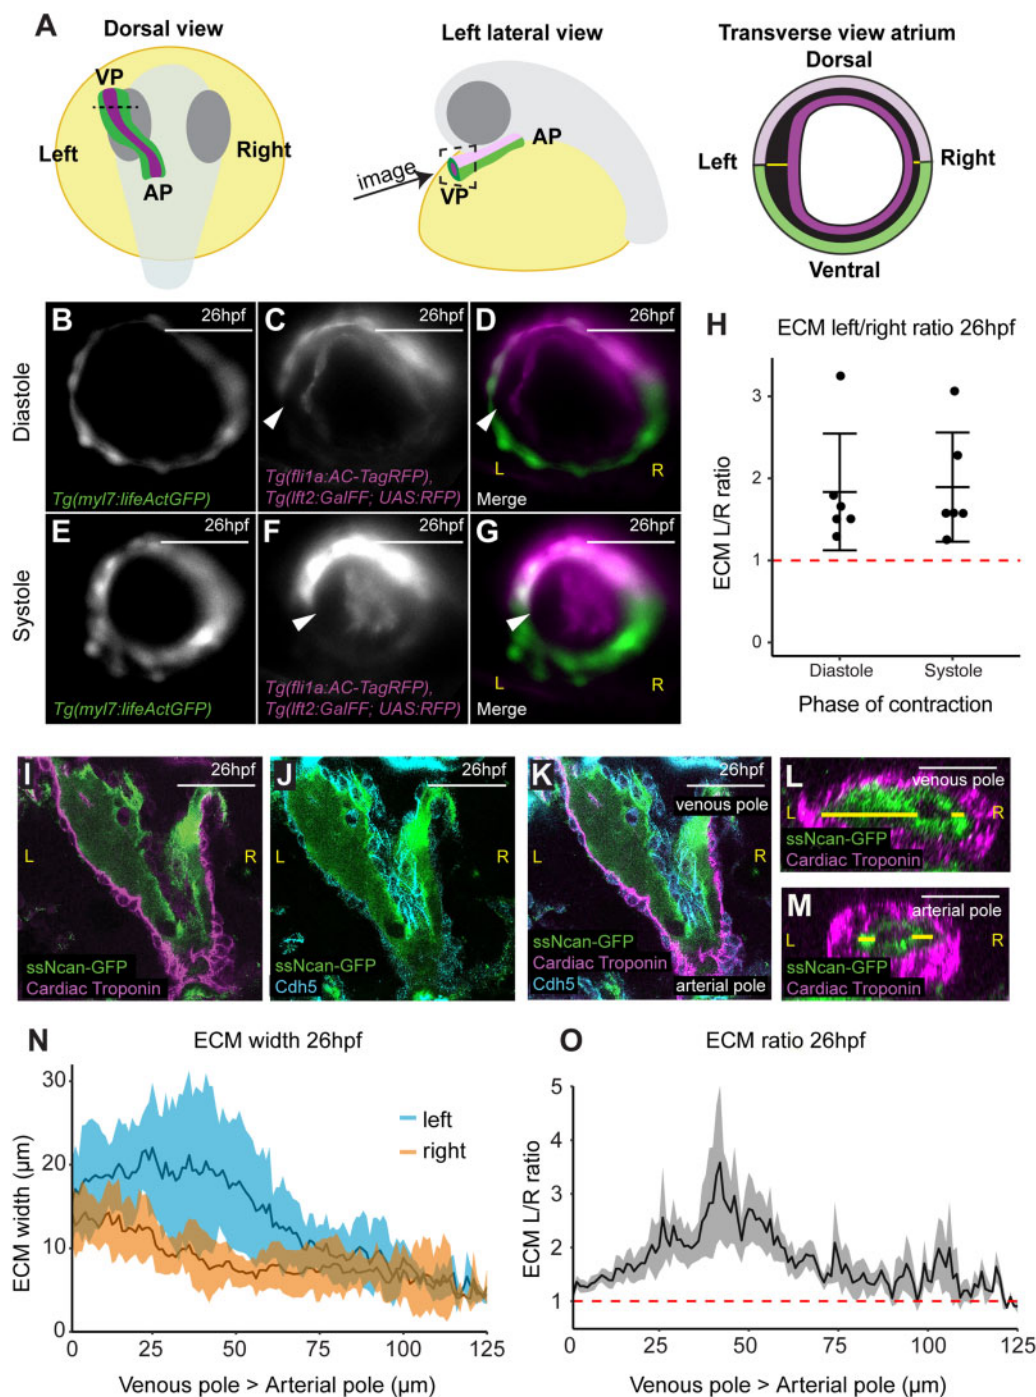 A
Dorsal view
VP
Left
Right
AP
Left lateral view
AP
image
VP
Transverse view atrium
Dorsal
Left
Right
Ventral
Diastole
B
26hpf
Tg(myl7:lifeActGFP)
C
26hpf
Tg(fli1a:AC-TagRFP),
Tg(lft2:GalFF; UAS:RFP)
D
26hpf
L
R
Merge
Systole
E
26hpf
Tg(myl7:lifeActGFP)
F
26hpf
Tg(fli1a:AC-TagRFP),
Tg(lft2:GalFF; UAS:RFP)
G
26hpf
L
R
Merge
H
ECM left/right ratio 26hpf
ECM L/R ratio
3
2
1
0
Diastole
Systole
Phase of contraction
I
26hpf
L
R
ssNcan-GFP
Cardiac Troponin
J
26hpf
ssNcan-GFP
Cdh5
K
26hpf
venous pole
L
R
ssNcan-GFP
Cardiac Troponin
Cdh5
arterial pole
L
venous pole
L
R
ssNcan-GFP
Cardiac Troponin
M
arterial pole
L
R
ssNcan-GFP
Cardiac Troponin
N
ECM width 26hpf
ECM width (μm)
30
20
10
0
left
right
0
25
50
75
100
125
Venous pole > Arterial pole (μm)
O
ECM ratio 26hpf
ECM L/R ratio
5
4
3
2
1
0
25
50
75
100
125
Venous pole > Arterial pole (μm)